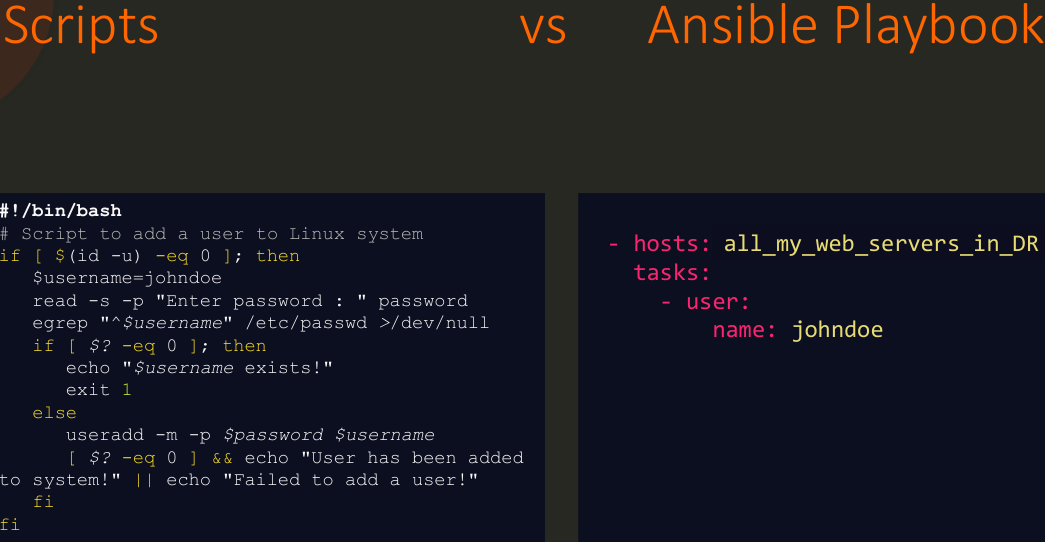 Scripts vs Ansible Playbook
#!/bin/bash
# Script to add a user to Linux system
if [ $(id -u) -eq 0 ]; then
$username=johndoe
read -s -p "Enter password : " password
egrep "^$username" /etc/passwd >/dev/null
if [ $? -eq 0 ]; then
echo "$username exists!"
exit 1
else
useradd -m -p $password $username
[ $? -eq 0 ] && echo "User has been added
to system!" || echo "Failed to add a user!"
fi
fi
- hosts: all_my_web_servers_in_DR
tasks:
- user:
name: johndoe